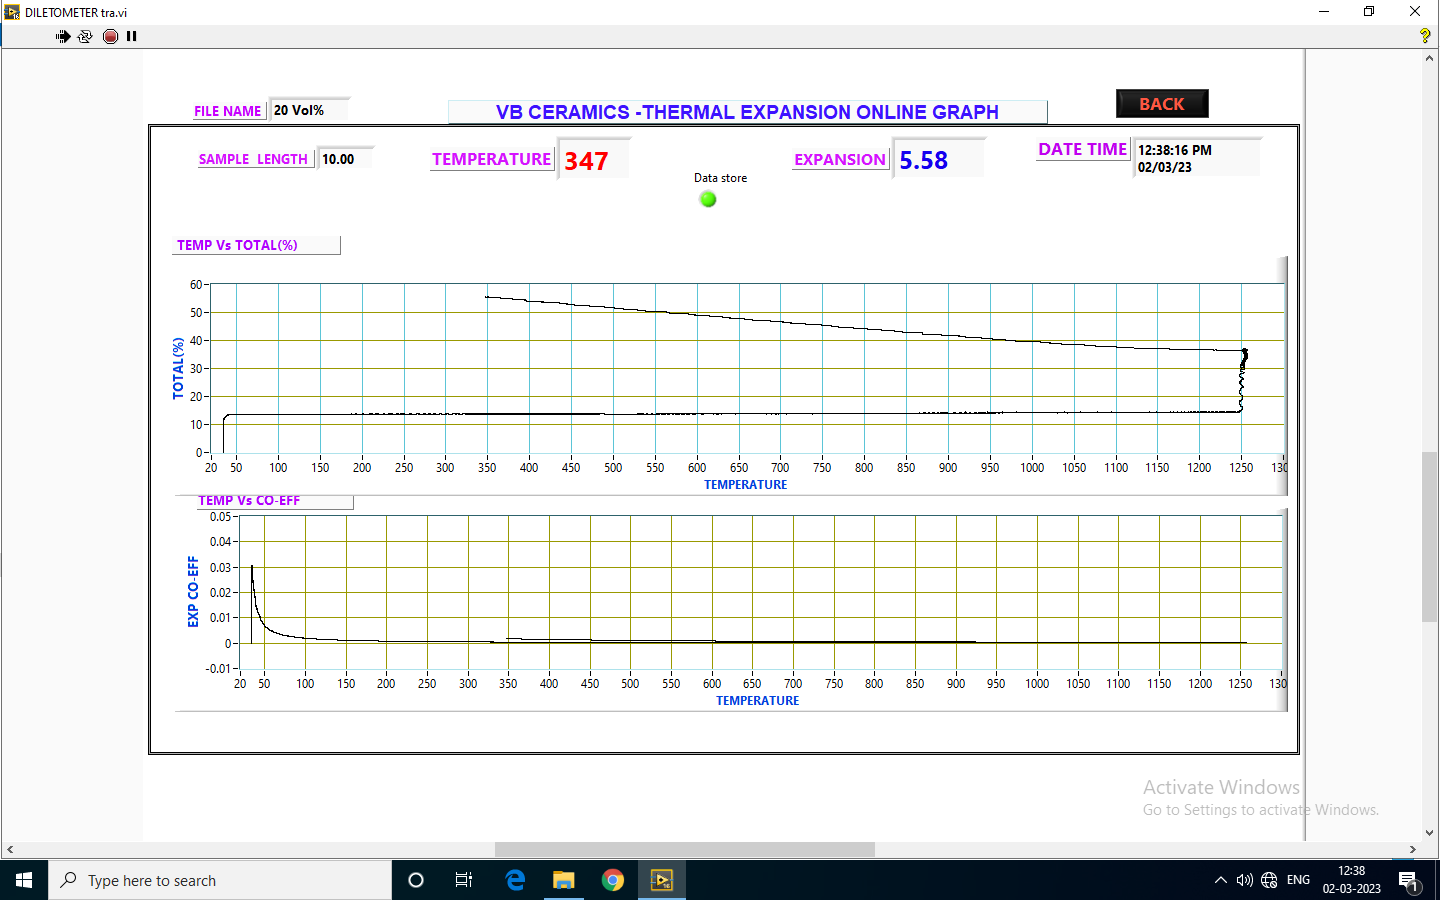 DILETOMETER tra.vi
FILE NAME 20 Vol%
VB CERAMICS -THERMAL EXPANSION ONLINE GRAPH
BACK
SAMPLE LENGTH 10.00
TEMPERATURE 347
Data store
EXPANSION 5.58
DATE TIME 12:38:16 PM
02/03/23
TEMP Vs TOTAL(%)
TOTAL(%)
60
50
40
30
20
10
0
20 50 100 150 200 250 300 350 400 450 500 550 600 650 700 750 800 850 900 950 1000 1050 1100 1150 1200 1250 130
TEMPERATURE
TEMP Vs CO-EFF
EXP CO-EFF
0.05
0.04
0.03
0.02
0.01
0
-0.01
20 50 100 150 200 250 300 350 400 450 500 550 600 650 700 750 800 850 900 950 1000 1050 1100 1150 1200 1250 130
TEMPERATURE
Activate Windows
Go to Settings to activate Windows.
Type here to search
16
ENG
12:38
02-03-2023
1